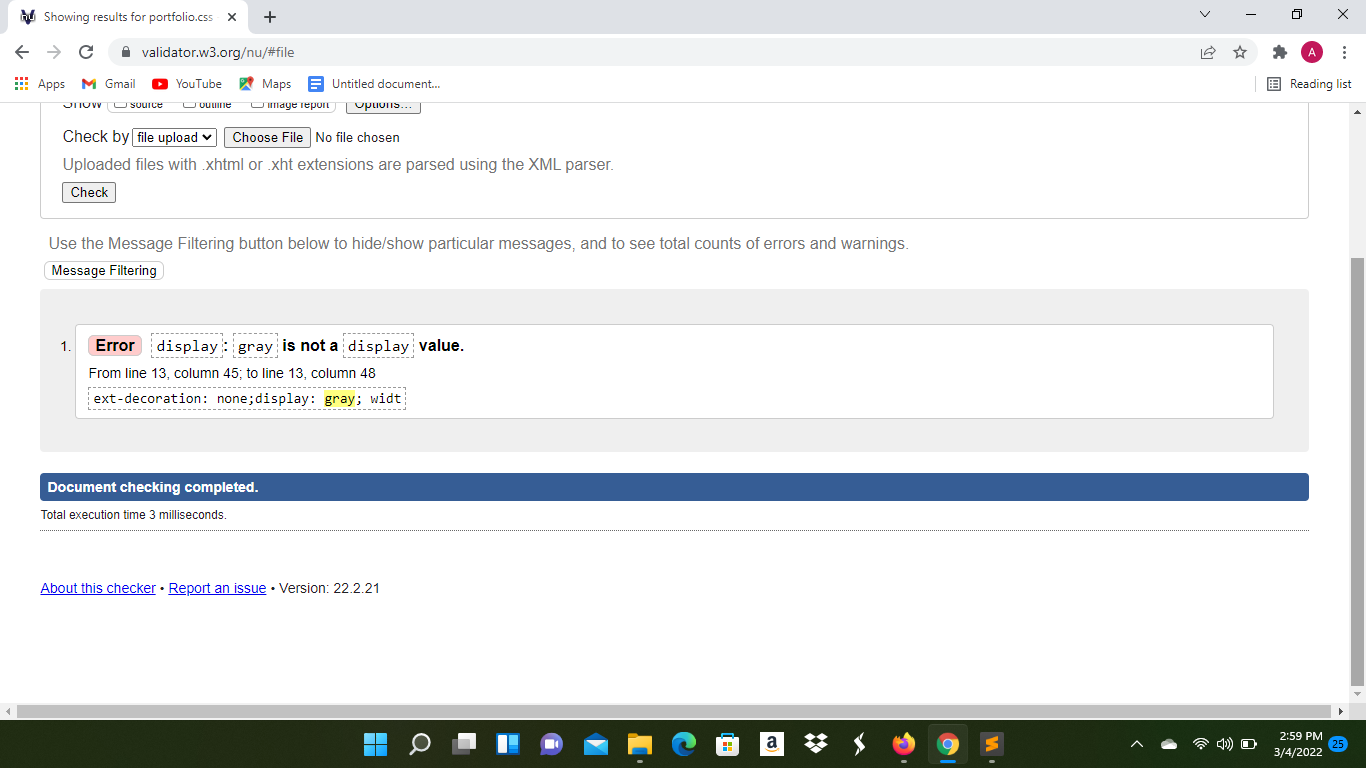 Showing results for portfolio.css
validator.w3.org/nu/#file
A
Apps Gmail YouTube Maps Untitled document... Reading list
Show source outline image report Options...
Check by file upload Choose File No file chosen
Uploaded files with .xhtml or .xht extensions are parsed using the XML parser.
Check
Use the Message Filtering button below to hide/show particular messages, and to see total counts of errors and warnings.
Message Filtering
1. Error display: gray is not a display value.
From line 13, column 45; to line 13, column 48
ext-decoration: none;display: gray; widt
Document checking completed.
Total execution time 3 milliseconds.
About this checker • Report an issue • Version: 22.2.21
2:59 PM
3/4/2022 25